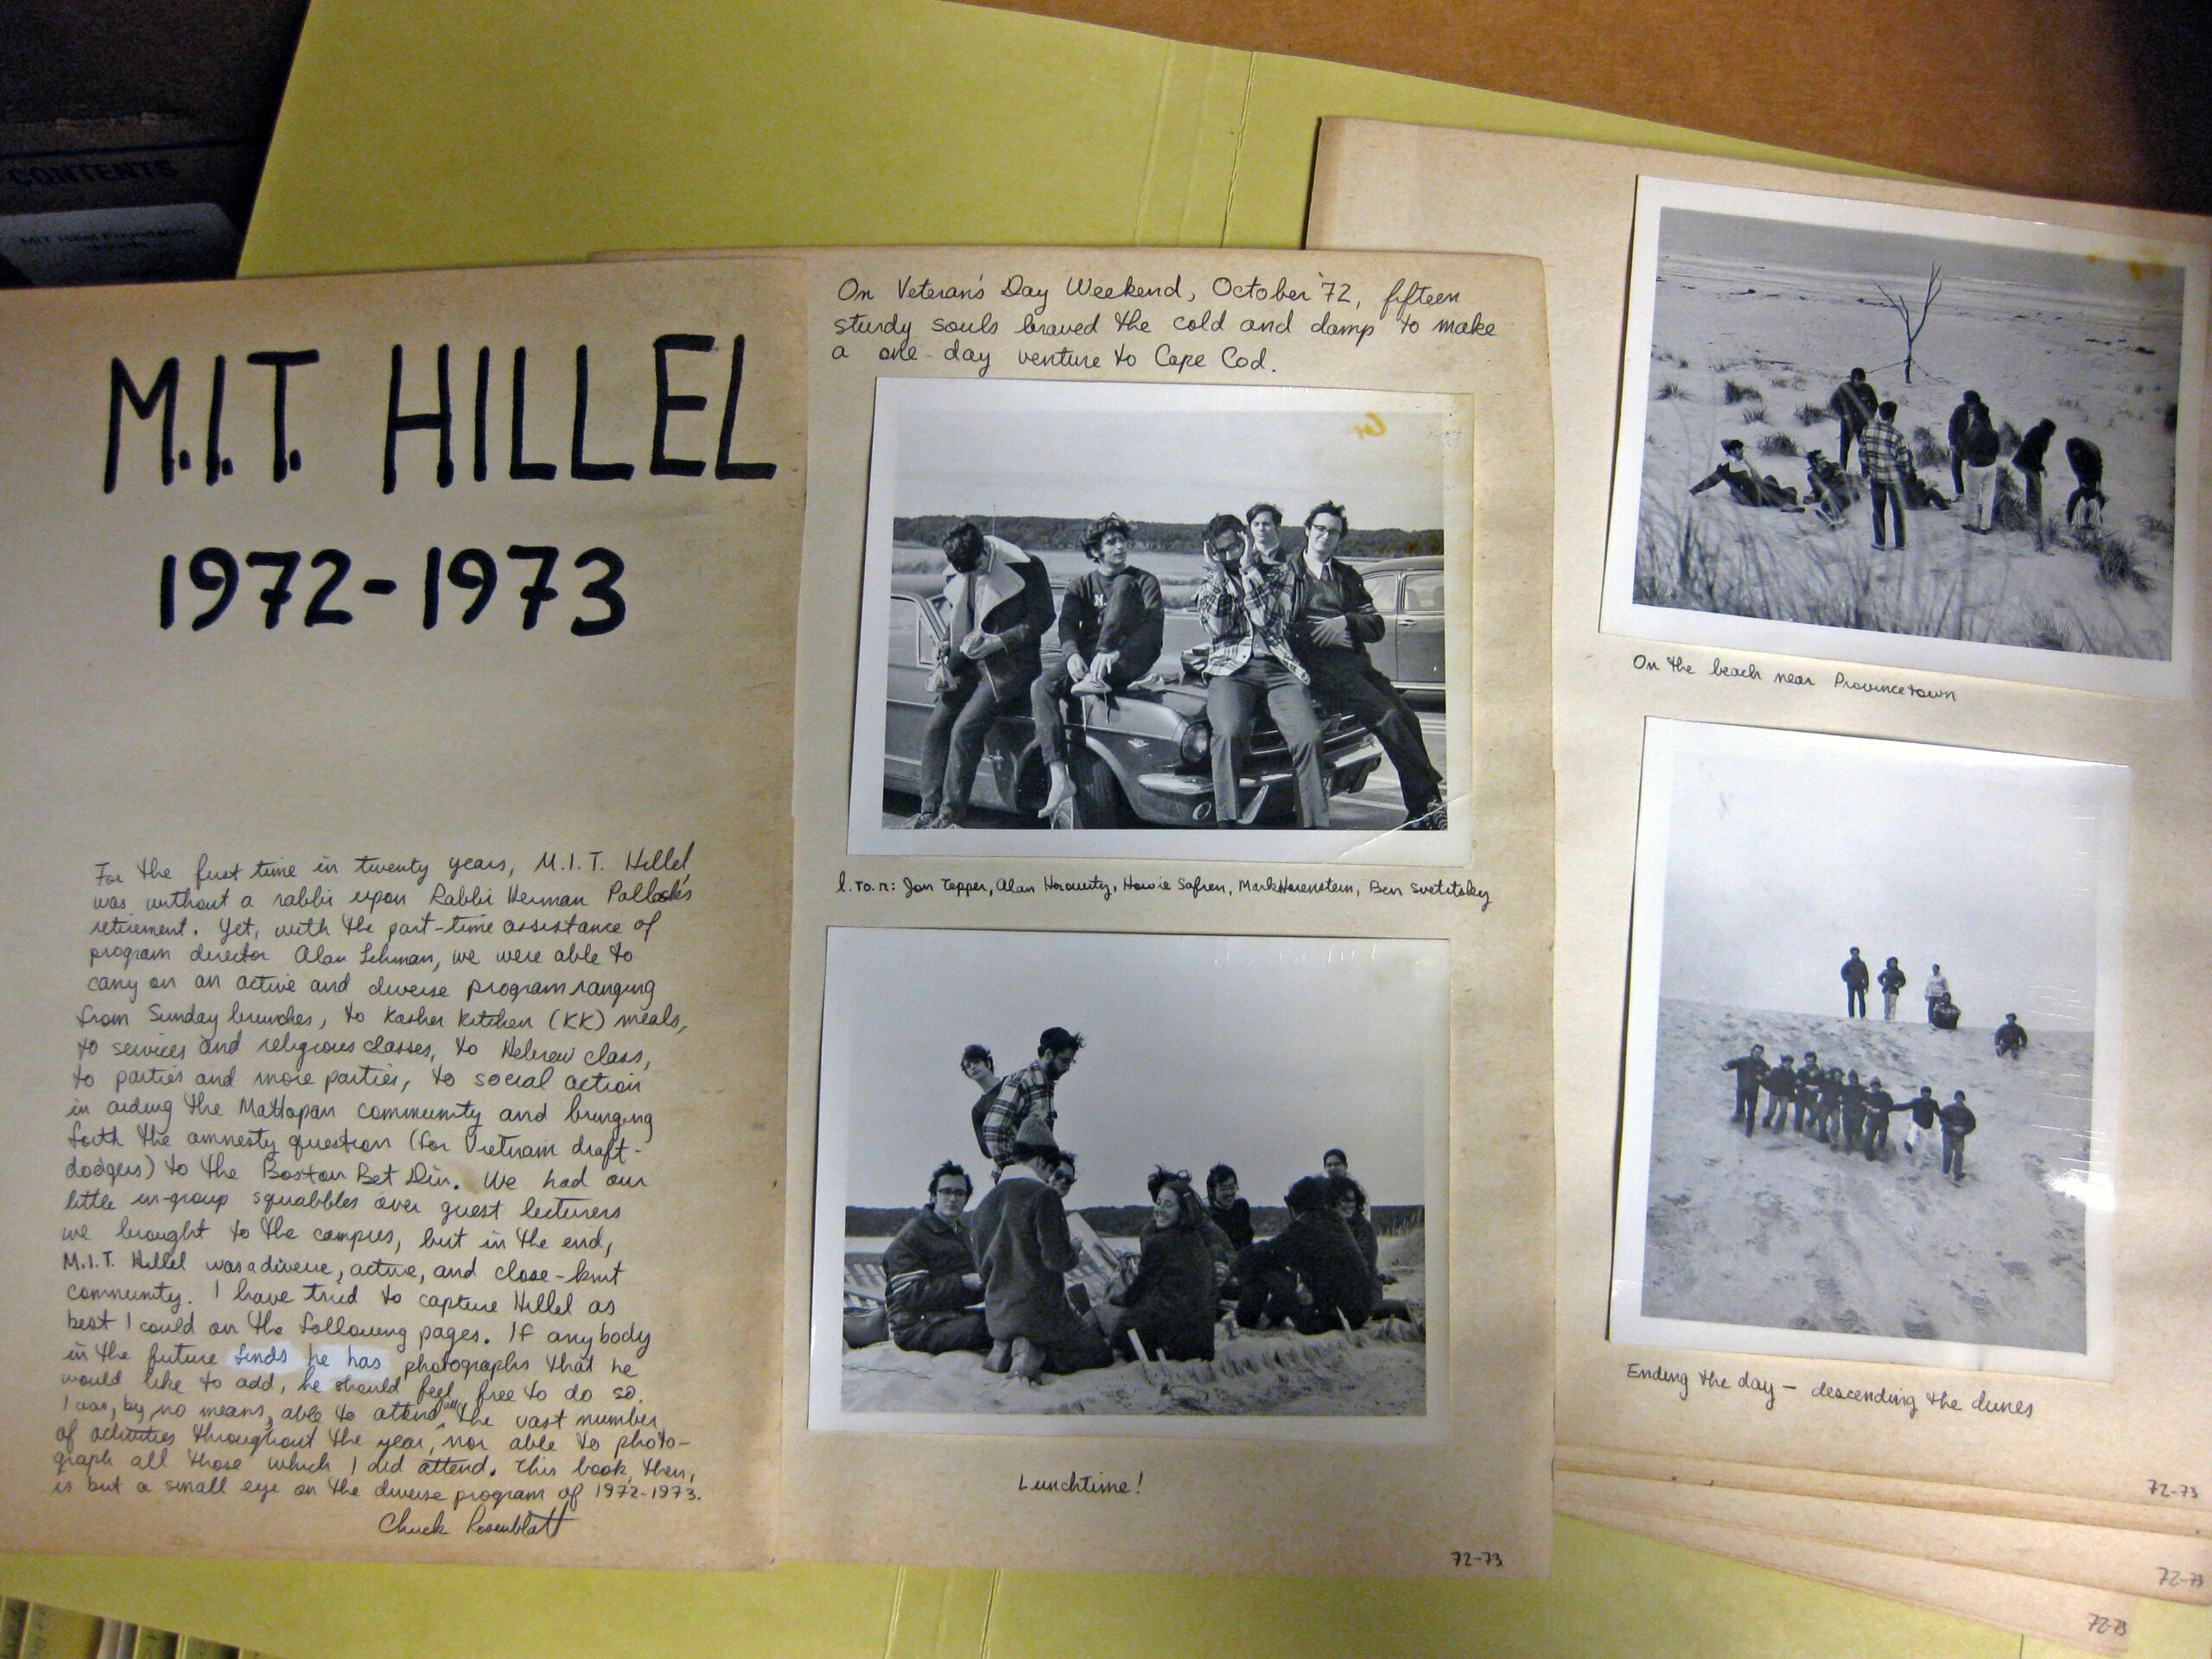 CONTENTS
M.I.T. HILLEL
1972-1973
For the first time in twenty years, M.I.T. Hillel,
was without a rabbi upon Rabbi Herman Pollack's
retirement. Yet, with the part-time assistance of
program director Alan Lehman, we were able to
carry on an active and diverse program ranging
from Sunday brunches, to Kosher Kitchen (KK) meals,
to services and religious classes, to Hebrew class,
to parties and more parties, to social action
in aiding the Mattapan community and bringing
forth the amnesty question (for Vietnam draft-
dodgers) to the Boston Bet Din. We had our
little in-group squabbles over guest lecturers
we brought to the campus, but in the end,
M.I.T. Hillel was a diverse, active, and close-knit
community. I have tried to capture Hillel as
best I could on the following pages. If anybody
in the future finds he has photographs that he
would like to add, he should feel free to do so.
I was, by no means, able to attend all the vast number
of activities throughout the year, nor able to photo-
graph all those which I did attend. This book, then,
is but a small eye on the diverse program of 1972-1973.
Chuck Rosenblatt
On Veteran's Day Weekend, October '72, fifteen
sturdy souls braved the cold and damp to make
a one-day venture to Cape Cod.
l. to. r: Jon Tepper, Alan Horowitz, Howie Safren, Mark Horenstein, Ben Svetitsky
Lunchtime!
72-73
On the beach near Provincetown
Ending the day - descending the dunes
72-73
72-73
72-73